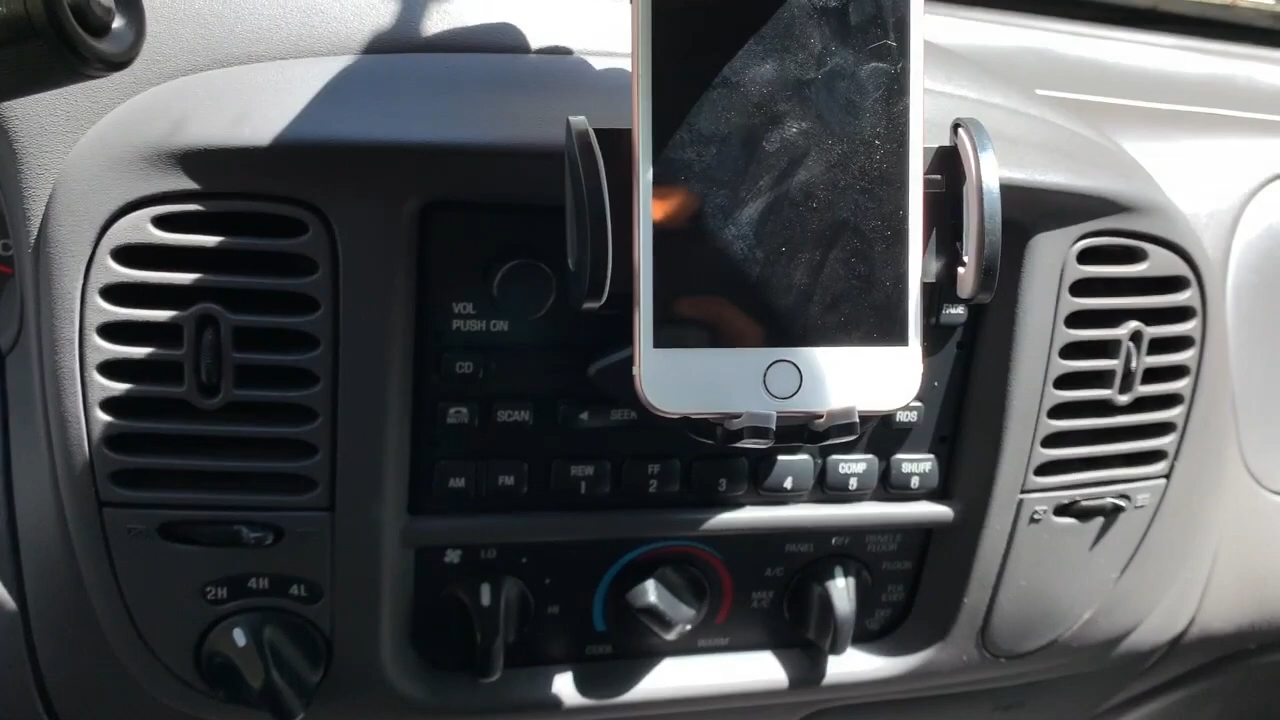 VOL
PUSH ON
FADE
CD
SCAN
SEEK
RDS
AM
FM
REW
1
FF
2
3
4
COMP
5
SHUFF
6
LO
HI
COOL
WARM
MAX
A/C
A/C
PANEL
OFF
PANEL &
FLOOR
FLOOR
2H
4H
4L